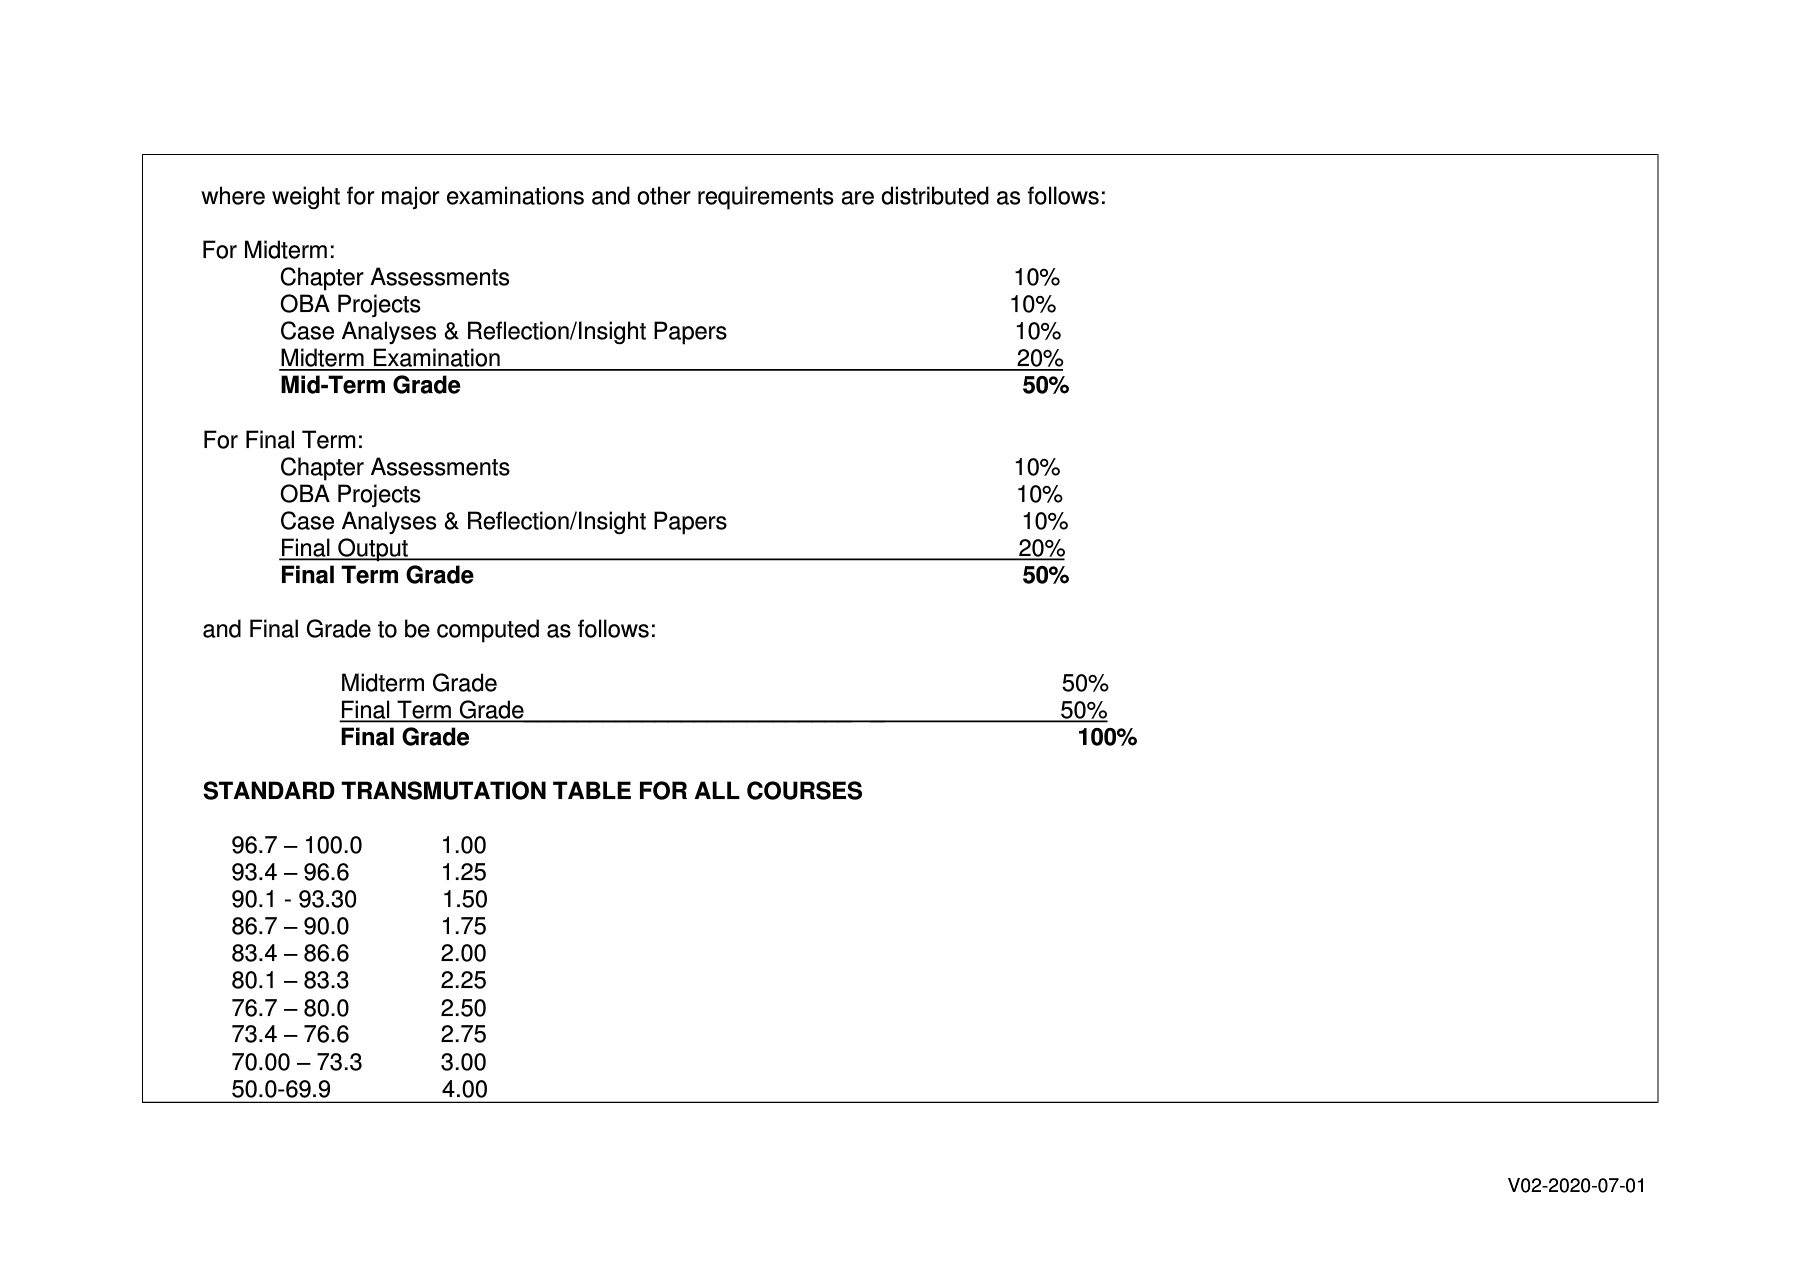 where weight for major examinations and other requirements are distributed as follows:
For Midterm:
Chapter Assessments 10%
OBA Projects 10%
Case Analyses & Reflection/Insight Papers 10%
Midterm Examination 20%
Mid-Term Grade 50%
For Final Term:
Chapter Assessments 10%
OBA Projects 10%
Case Analyses & Reflection/Insight Papers 10%
Final Output 20%
Final Term Grade 50%
and Final Grade to be computed as follows:
Midterm Grade 50%
Final Term Grade 50%
Final Grade 100%
STANDARD TRANSMUTATION TABLE FOR ALL COURSES
96.7 – 100.0 1.00
93.4 – 96.6 1.25
90.1 - 93.30 1.50
86.7 – 90.0 1.75
83.4 – 86.6 2.00
80.1 – 83.3 2.25
76.7 – 80.0 2.50
73.4 – 76.6 2.75
70.00 – 73.3 3.00
50.0-69.9 4.00
V02-2020-07-01